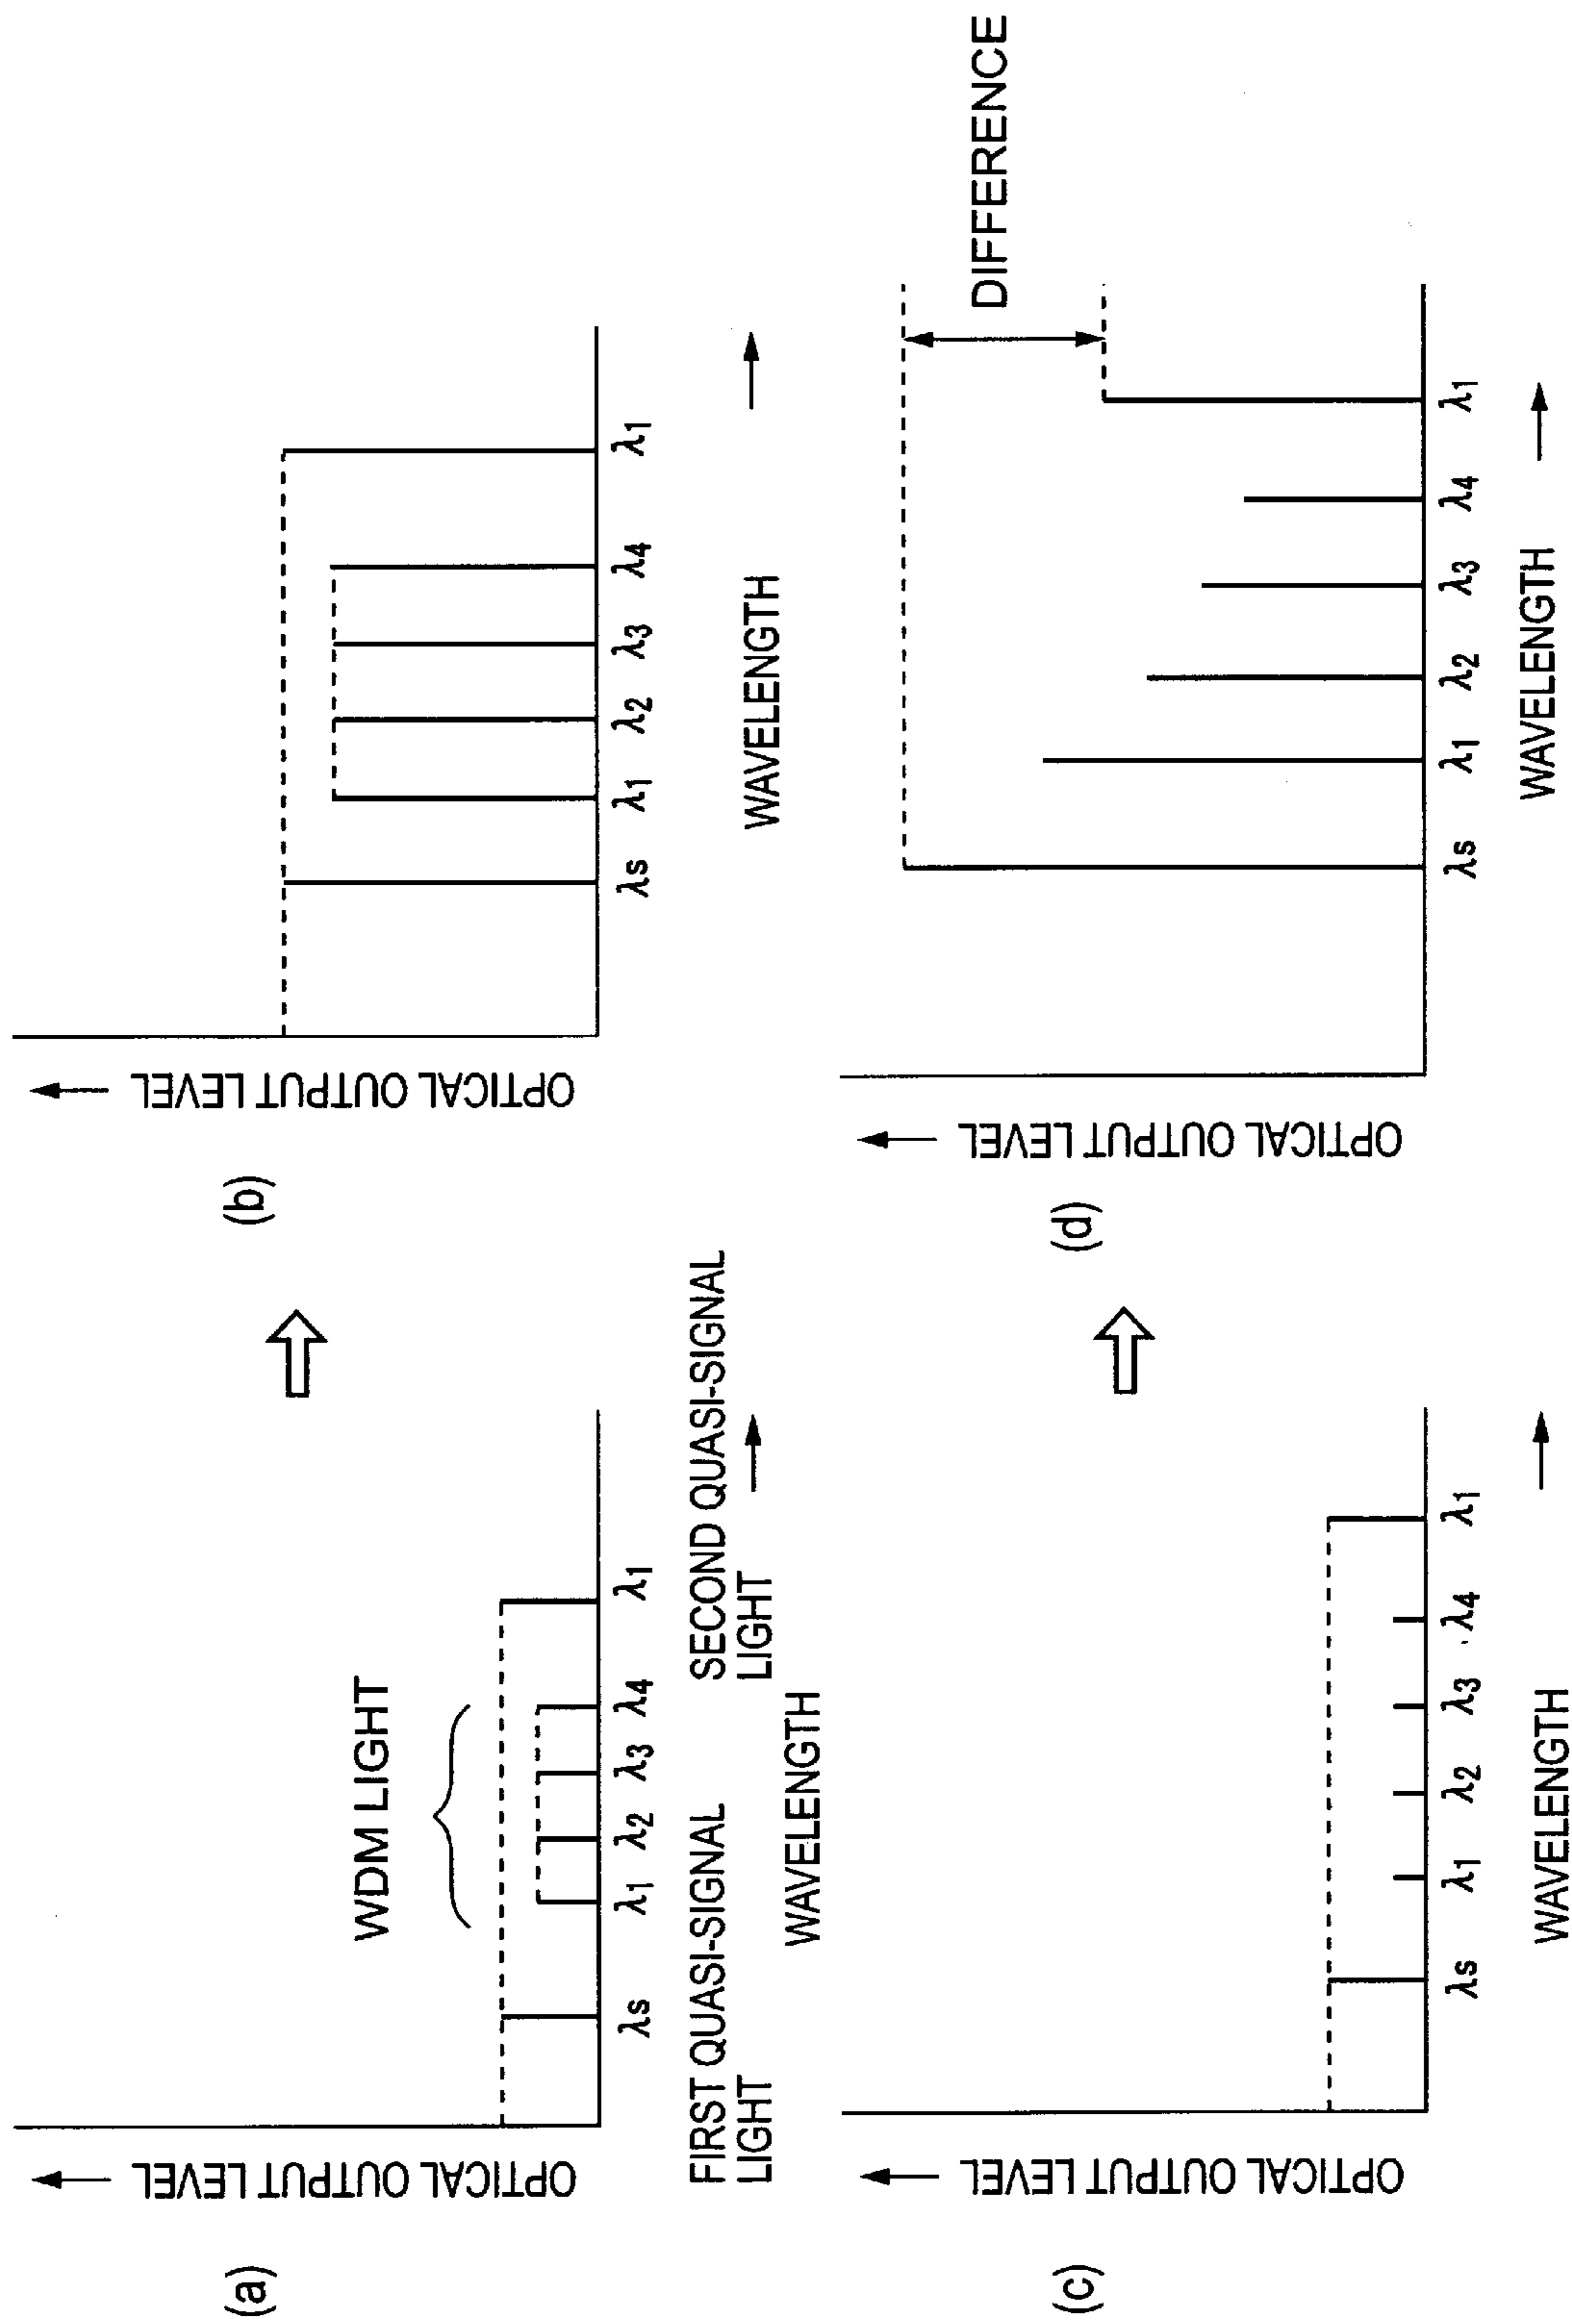 (a)
OPTICAL OUTPUT LEVEL
WDM LIGHT
λs
λ1
λ2
λ3
λ4
λ1
FIRST QUASI-SIGNAL
LIGHT
SECOND QUASI-SIGNAL
LIGHT
WAVELENGTH
(b)
OPTICAL OUTPUT LEVEL
λs
λ1
λ2
λ3
λ4
λ1
WAVELENGTH
(c)
OPTICAL OUTPUT LEVEL
λs
λ1
λ2
λ3
λ4
λ1
WAVELENGTH
(d)
OPTICAL OUTPUT LEVEL
DIFFERENCE
λs
λ1
λ2
λ3
λ4
λ1
WAVELENGTH